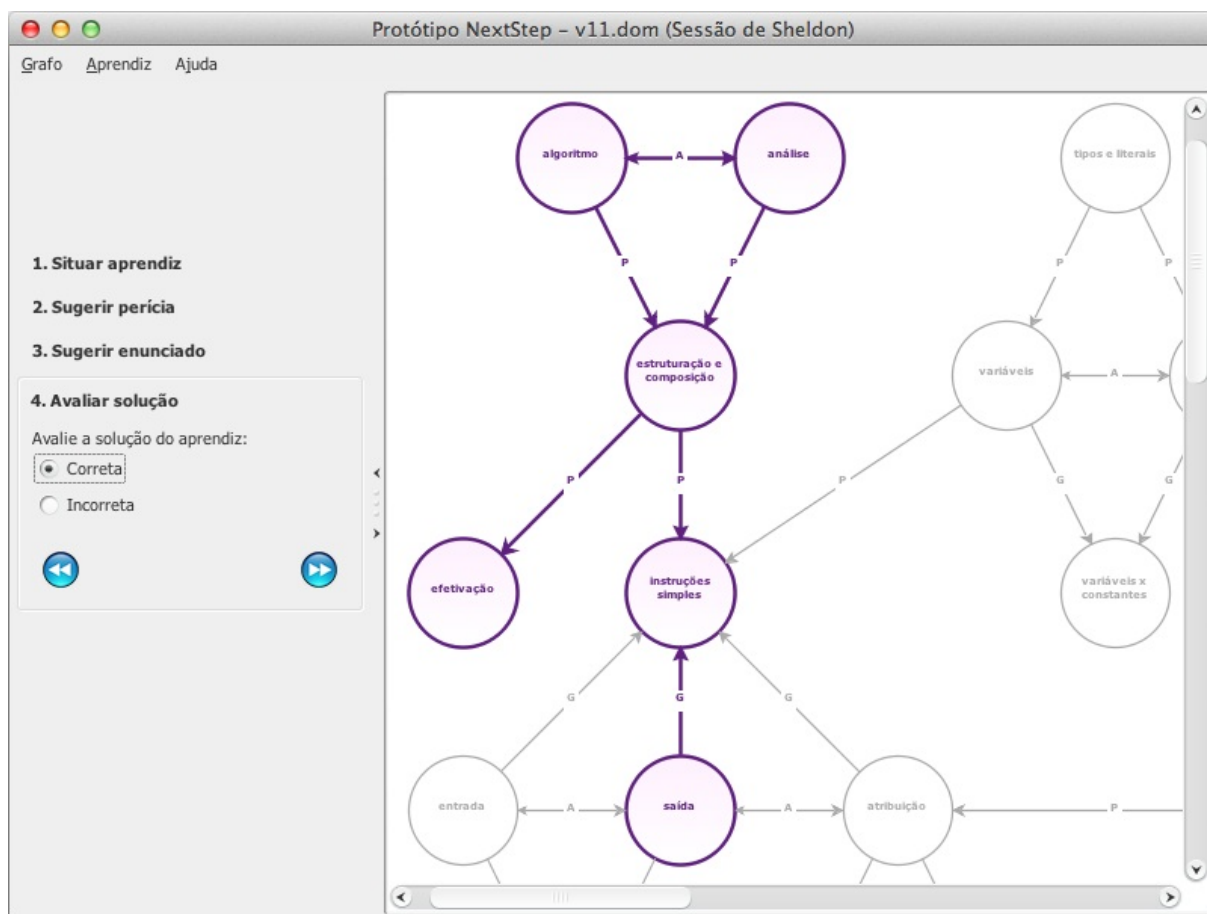 Protótipo NextStep – v11.dom (Sessão de Sheldon)
Grafo Aprendiz Ajuda
1. Situar aprendiz
2. Sugerir perícia
3. Sugerir enunciado
4. Avaliar solução
Avalie a solução do aprendiz:
Correta
Incorreta
algoritmo
A
análise
tipos e literais
P
P
P
P
estruturação e
composição
variáveis
A
P
P
P
G
G
efetivação
instruções
simples
variáveis x
constantes
G
G
G
entrada
A
saída
A
atribuição
P